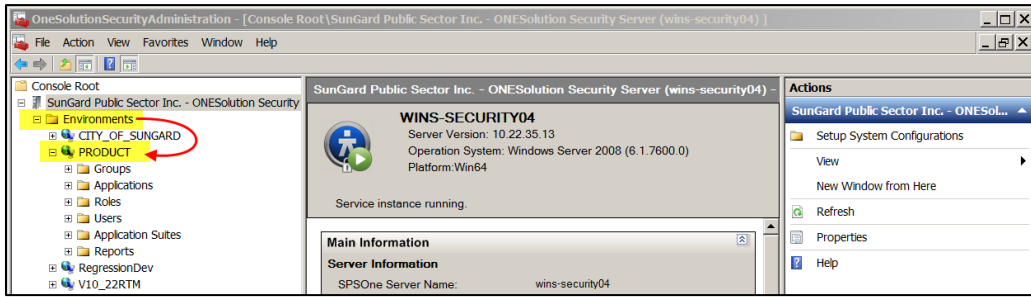 OneSolutionSecurityAdministration - [Console Root\SunGard Public Sector Inc. - ONESolution Security Server (wins-security04) ]
File Action View Favorites Window Help
Console Root
SunGard Public Sector Inc. - ONESolution Security
Environments
CITY_OF_SUNGARD
PRODUCT
Groups
Applications
Roles
Users
Application Suites
Reports
RegressionDev
V10_22RTM
SunGard Public Sector Inc. - ONESolution Security Server (wins-security04) -
WINS-SECURITY04
Server Version: 10.22.35.13
Operation System: Windows Server 2008 (6.1.7600.0)
Platform:Win64
Service instance running.
Main Information
Server Information
SPSOne Server Name: wins-security04
Actions
SunGard Public Sector Inc. - ONESol...
Setup System Configurations
View
New Window from Here
Refresh
Properties
Help